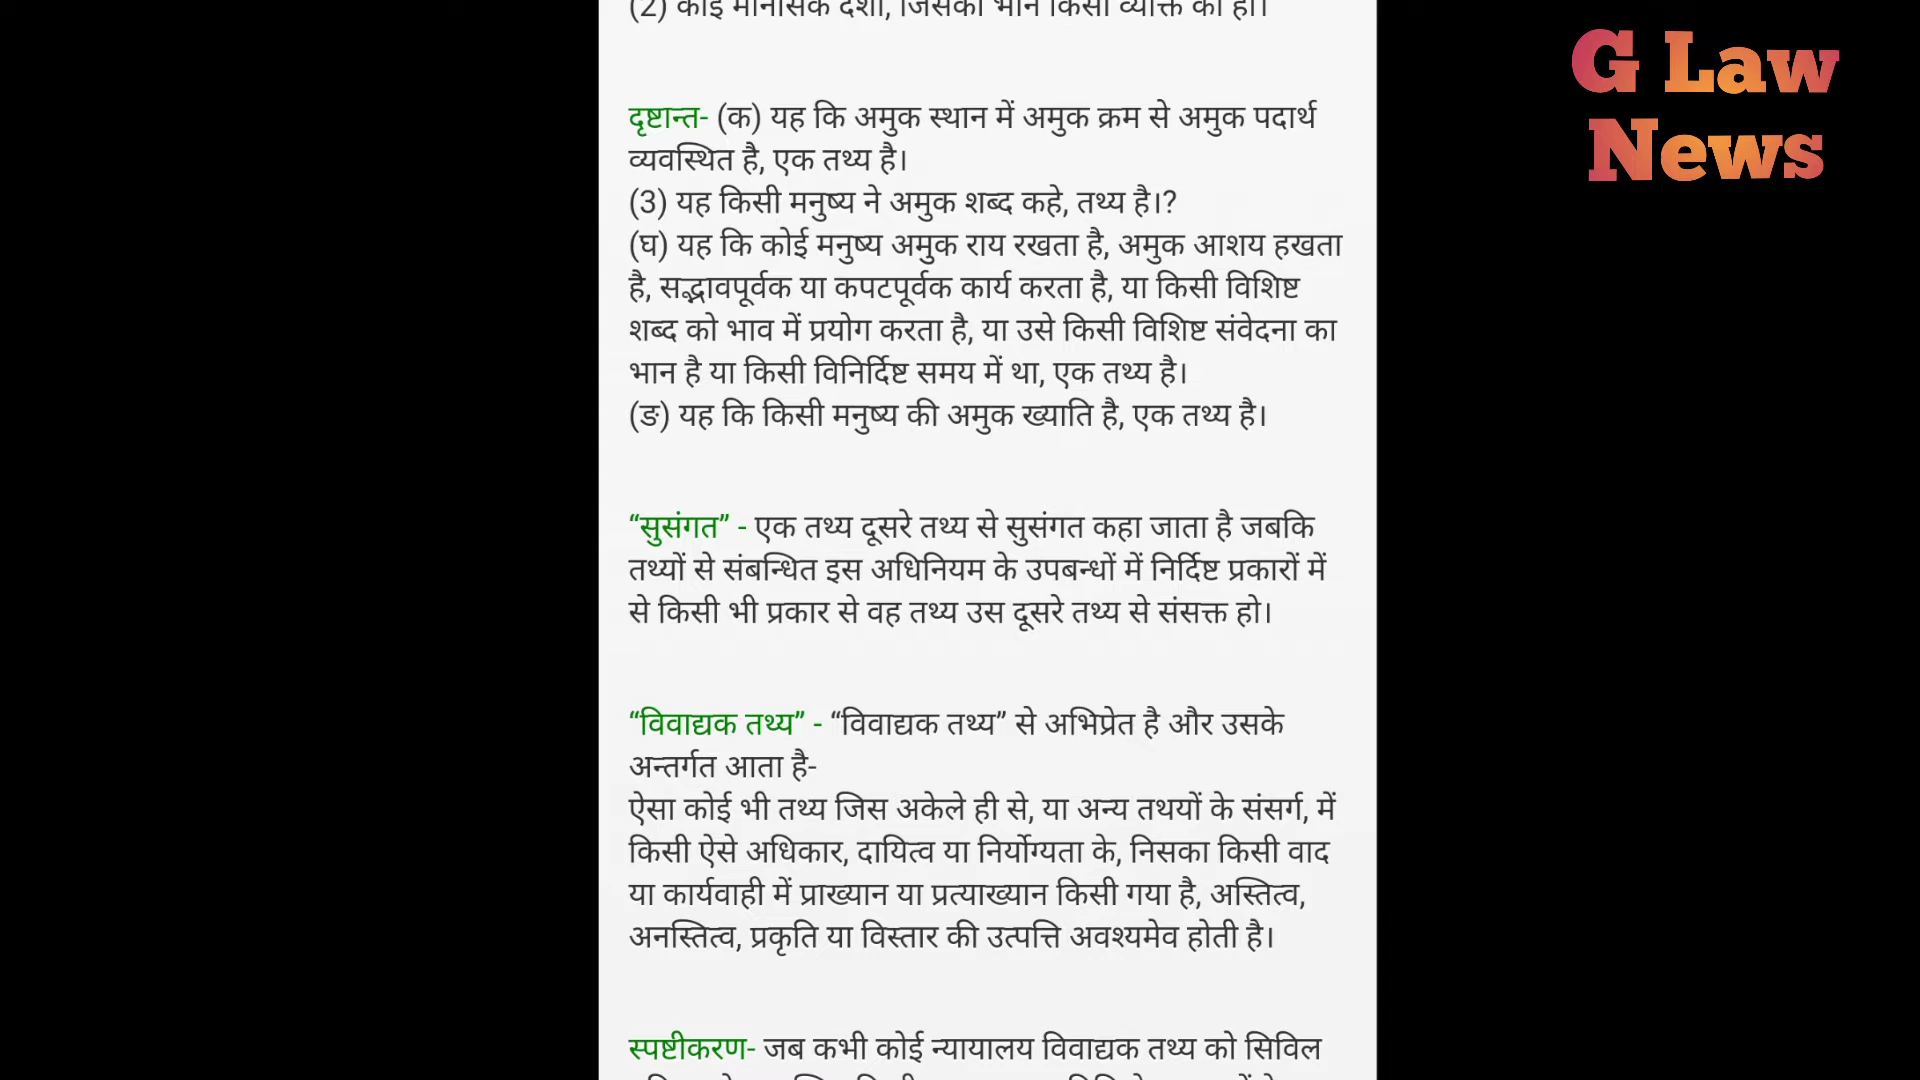 (2) कोई मानसिक दशा, जिसका भान किसी व्यक्ति को हो।
दृष्टान्त- (क) यह कि अमुक स्थान में अमुक क्रम से अमुक पदार्थ
व्यवस्थित है, एक तथ्य है।
(3) यह किसी मनुष्य ने अमुक शब्द कहे, तथ्य है।?
(घ) यह कि कोई मनुष्य अमुक राय रखता है, अमुक आशय हखता
है, सद्भावपूर्वक या कपटपूर्वक कार्य करता है, या किसी विशिष्ट
शब्द को भाव में प्रयोग करता है, या उसे किसी विशिष्ट संवेदना का
भान है या किसी विनिर्दिष्ट समय में था, एक तथ्य है।
(ङ) यह कि किसी मनुष्य की अमुक ख्याति है, एक तथ्य है।
“सुसंगत” - एक तथ्य दूसरे तथ्य से सुसंगत कहा जाता है जबकि
तथ्यों से संबन्धित इस अधिनियम के उपबन्धों में निर्दिष्ट प्रकारों में
से किसी भी प्रकार से वह तथ्य उस दूसरे तथ्य से संसक्त हो।
“विवाद्यक तथ्य” - “विवाद्यक तथ्य” से अभिप्रेत है और उसके
अन्तर्गत आता है-
ऐसा कोई भी तथ्य जिस अकेले ही से, या अन्य तथयों के संसर्ग, में
किसी ऐसे अधिकार, दायित्व या निर्योग्यता के, निसका किसी वाद
या कार्यवाही में प्राख्यान या प्रत्याख्यान किसी गया है, अस्तित्व,
अनस्तित्व, प्रकृति या विस्तार की उत्पत्ति अवश्यमेव होती है।
स्पष्टीकरण- जब कभी कोई न्यायालय विवाद्यक तथ्य को सिविल
G Law
News